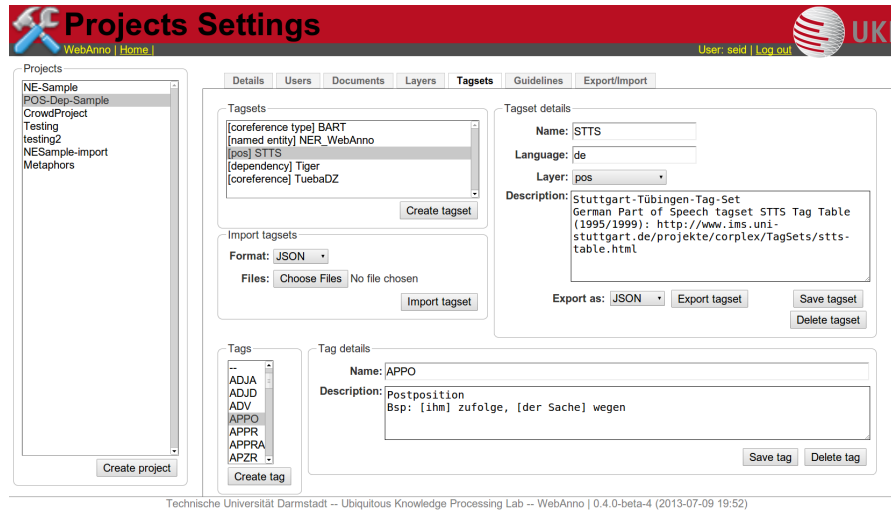 Projects Settings
WebAnno | Home |
User: seid | Log out
UK
Projects
NE-Sample
POS-Dep-Sample
CrowdProject
Testing
testing2
NESample-import
Metaphors
Create project
Details Users Documents Layers Tagsets Guidelines Export/Import
Tagsets
[coreference type] BART
[named entity] NER_WebAnno
[pos] STTS
[dependency] Tiger
[coreference] TuebaDZ
Create tagset
Import tagsets
Format: JSON
Files: Choose Files No file chosen
Import tagset
Tagset details
Name: STTS
Language: de
Layer: pos
Description: Stuttgart-Tübingen-Tag-Set
German Part of Speech tagset STTS Tag Table
(1995/1999): http://www.ims.uni-
stuttgart.de/projekte/corplex/TagSets/stts-
table.html
Export as: JSON Export tagset Save tagset
Delete tagset
Tags
--
ADJA
ADJD
ADV
APPO
APPR
APPRA
APZR
Create tag
Tag details
Name: APPO
Description: Postposition
Bsp: [ihm] zufolge, [der Sache] wegen
Save tag Delete tag
Technische Universität Darmstadt -- Ubiquitous Knowledge Processing Lab -- WebAnno | 0.4.0-beta-4 (2013-07-09 19:52)